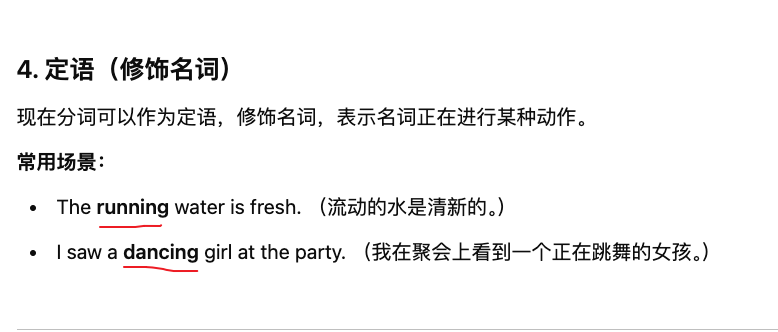 4. 定语（修饰名词）
现在分词可以作为定语，修饰名词，表示名词正在进行某种动作。
常用场景：
• The running water is fresh. （流动的水是清新的。）
• I saw a dancing girl at the party. （我在聚会上看到一个正在跳舞的女孩。）